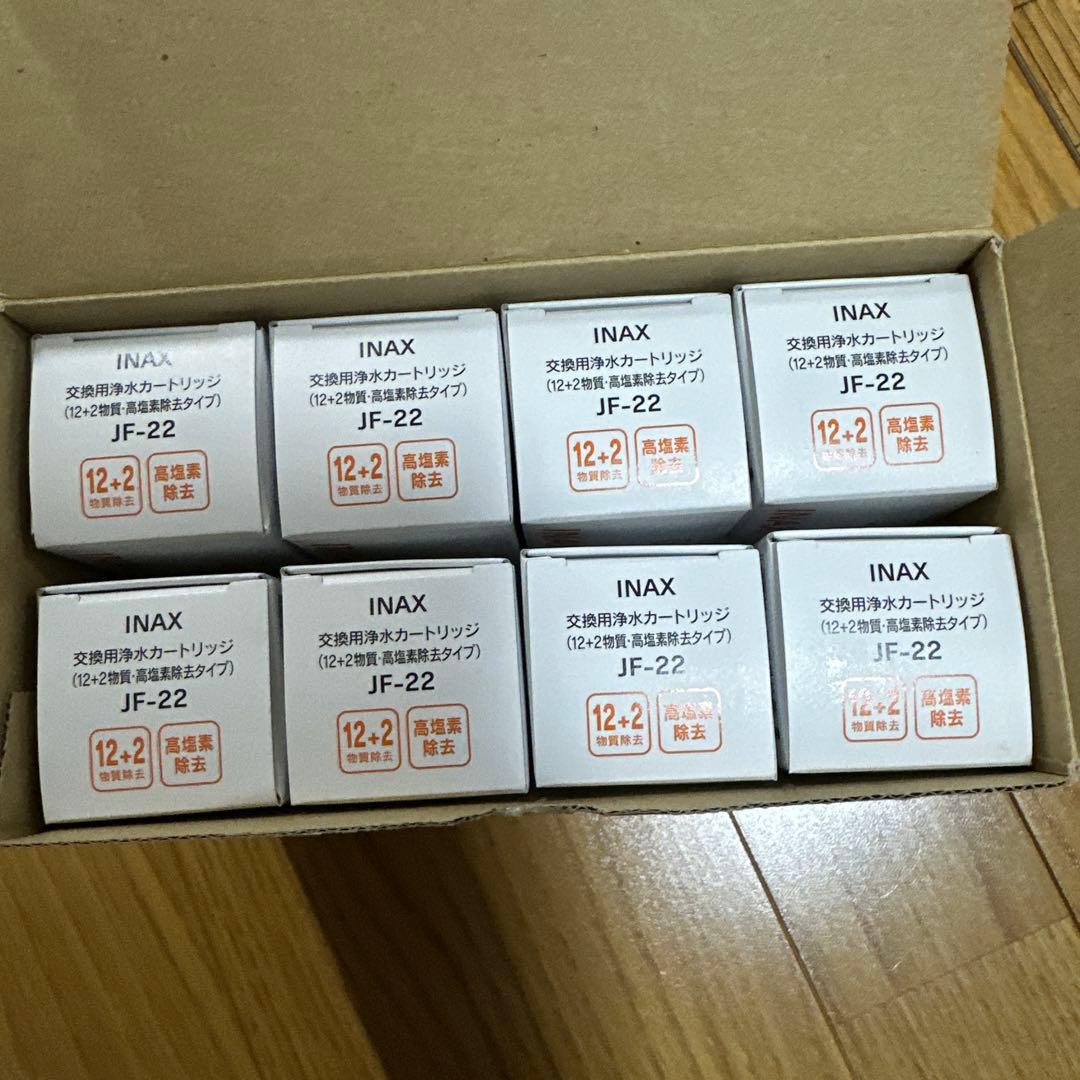 INAX
交換用浄水カートリッジ
(12+2物質・高塩素除去タイプ)
JF-22
12+2
物質除去
高塩素
除去
INAX
交換用浄水カートリッジ
(12+2物質・高塩素除去タイプ)
JF-22
12+2
物質除去
高塩素
除去
INAX
交換用浄水カートリッジ
(12+2物質・高塩素除去タイプ)
JF-22
12+2
物質除去
高塩素
除去
INAX
交換用浄水カートリッジ
(12+2物質・高塩素除去タイプ)
JF-22
12+2
物質除去
高塩素
除去
INAX
交換用浄水カートリッジ
(12+2物質・高塩素除去タイプ)
JF-22
12+2
物質除去
高塩素
除去
INAX
交換用浄水カートリッジ
(12+2物質・高塩素除去タイプ)
JF-22
12+2
物質除去
高塩素
除去
INAX
交換用浄水カートリッジ
(12+2物質・高塩素除去タイプ)
JF-22
12+2
物質除去
高塩素
除去
INAX
交換用浄水カートリッジ
(12+2物質・高塩素除去タイプ)
JF-22
12+2
物質除去
高塩素
除去